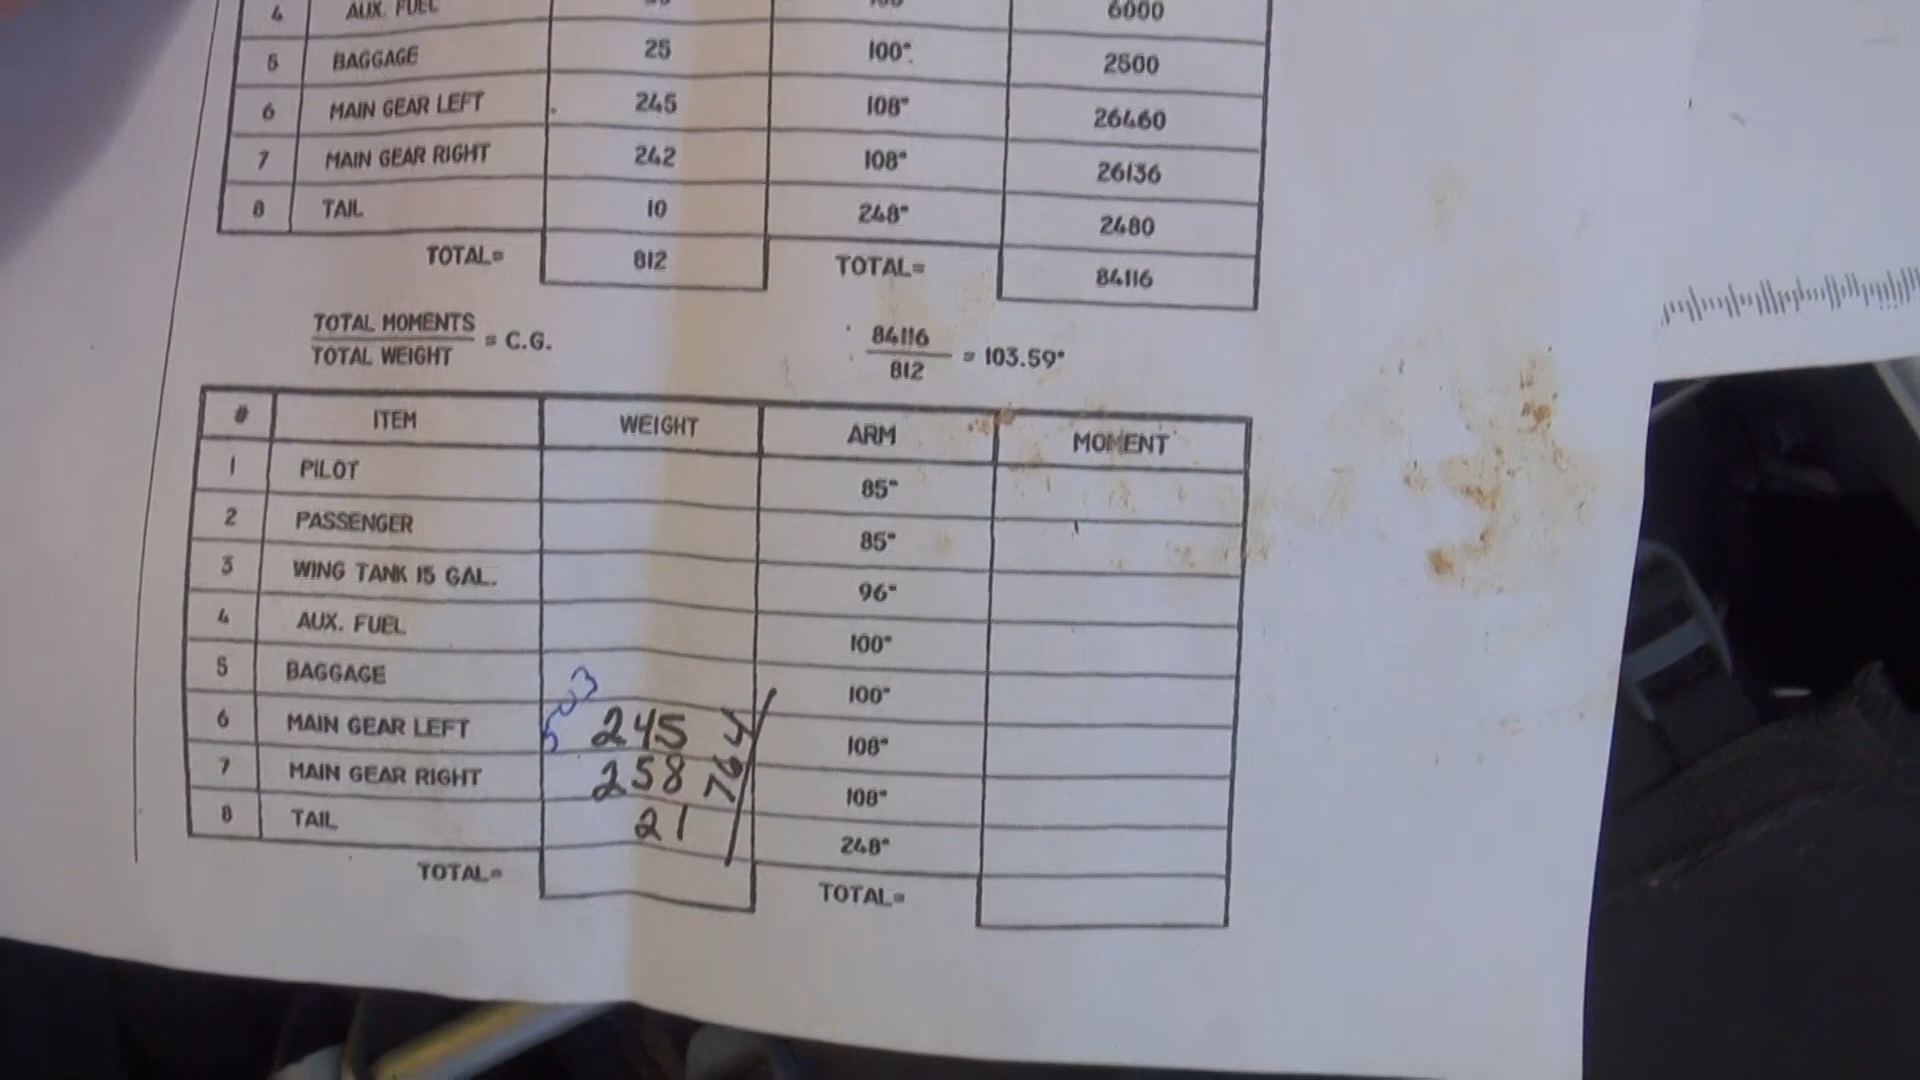 4 AUX. FUEL 6000
5 BAGGAGE 25 100" 2500
6 MAIN GEAR LEFT 245 108" 26460
7 MAIN GEAR RIGHT 242 108" 26136
8 TAIL 10 248" 2480
TOTAL= 812 TOTAL= 84116
TOTAL MOMENTS
TOTAL WEIGHT
= C.G.
84116
812
= 103.59"
# ITEM WEIGHT ARM MOMENT
1 PILOT 85"
2 PASSENGER 85"
3 WING TANK 15 GAL. 96"
4 AUX. FUEL 100"
5 BAGGAGE 100"
503
6 MAIN GEAR LEFT 245 108"
7 MAIN GEAR RIGHT 258 108"
764
8 TAIL 21 248"
TOTAL= TOTAL=